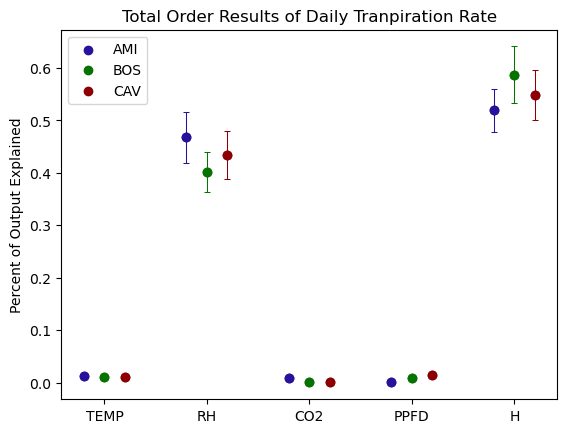 Total Order Results of Daily Tranpiration Rate
AMI
BOS
CAV
Percent of Output Explained
0.6
0.5
0.4
0.3
0.2
0.1
0.0
TEMP RH CO2 PPFD H